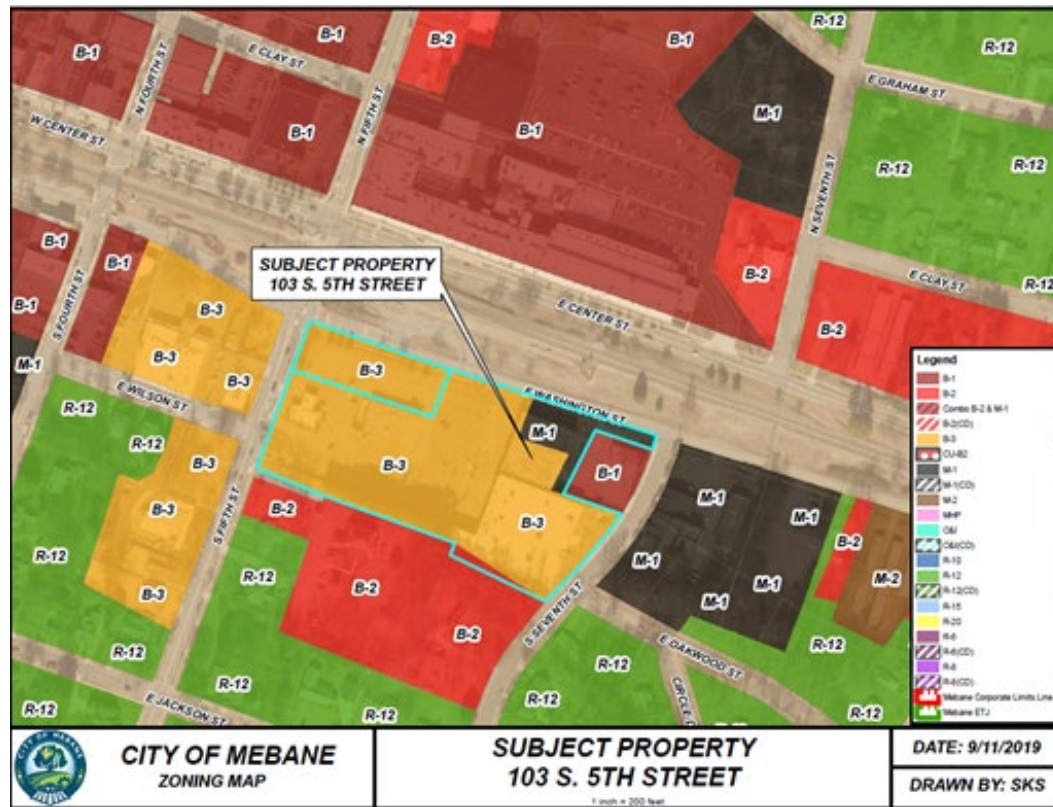 R-12
B-1
B-2
B-1
R-12
E CLAY ST
N FOURTH ST
E GRAHAM ST
W CENTER ST
B-1
N FIFTH ST
B-1
M-1
R-12
R-12
N SEVENTH ST
B-1
B-1
S FOURTH ST
SUBJECT PROPERTY
103 S. 5TH STREET
B-2
E CLAY ST
R-12
B-1
B-3
E CENTER ST
B-2
M-1
B-3
B-3
B-3
E WILSON ST
R-12
R-12
E WASHINGTON ST
M-1
B-3
B-3
B-1
B-3
S FIFTH ST
B-3
B-2
M-1
M-1
B-2
M-2
R-12
B-3
R-12
B-2
B-2
M-1
M-1
M-1
S SEVENTH ST
E OAKWOOD ST
R-12
R-12
R-12
R-12
R-12
E JACKSON ST
R-12
R-12
R-12
Legend
B-1
B-2
Combo B-2 & M-1
B-2(CD)
B-3
CU-B2
M-1
M-1(CD)
M-2
MHP
O&I
O&I(CD)
R-10
R-12
R-12(CD)
R-15
R-20
R-6
R-6(CD)
R-8
R-8(CD)
Mebane Corporate Limits Line
Mebane ETJ
CITY OF MEBANE
CITY OF MEBANE
ZONING MAP
SUBJECT PROPERTY
103 S. 5TH STREET
1 inch = 200 feet
DATE: 9/11/2019
DRAWN BY: SKS